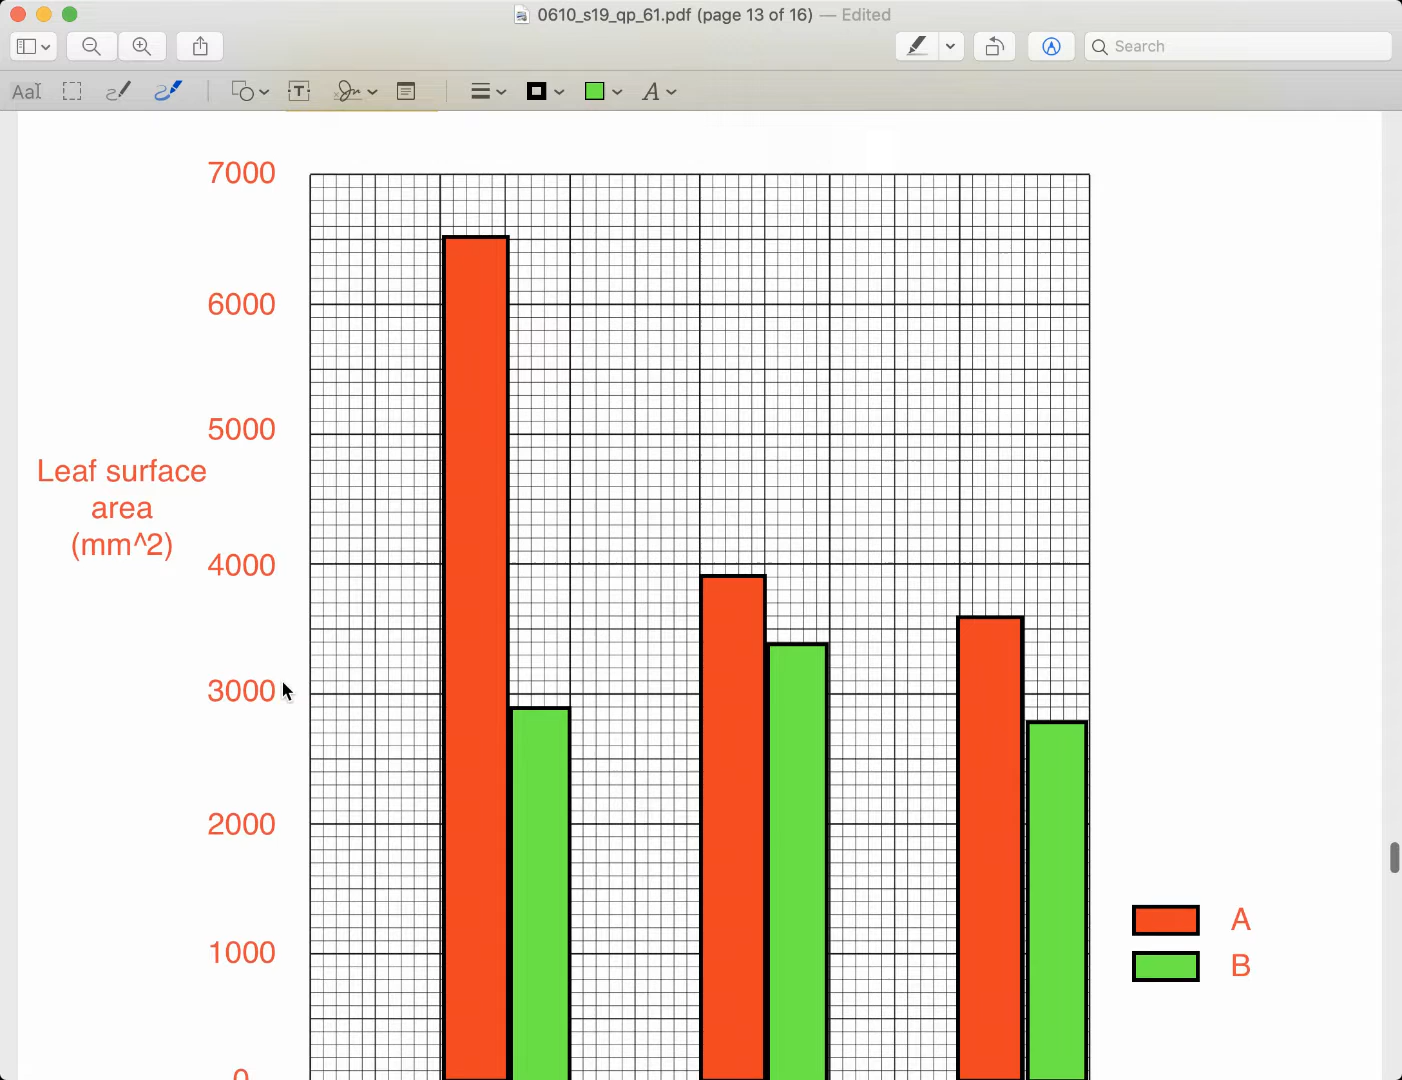 0610_s19_qp_61.pdf (page 13 of 16) — Edited
Search
AaI
T
A
7000
6000
5000
Leaf surface
area
(mm^2)
4000
3000
2000
1000
0
A
B